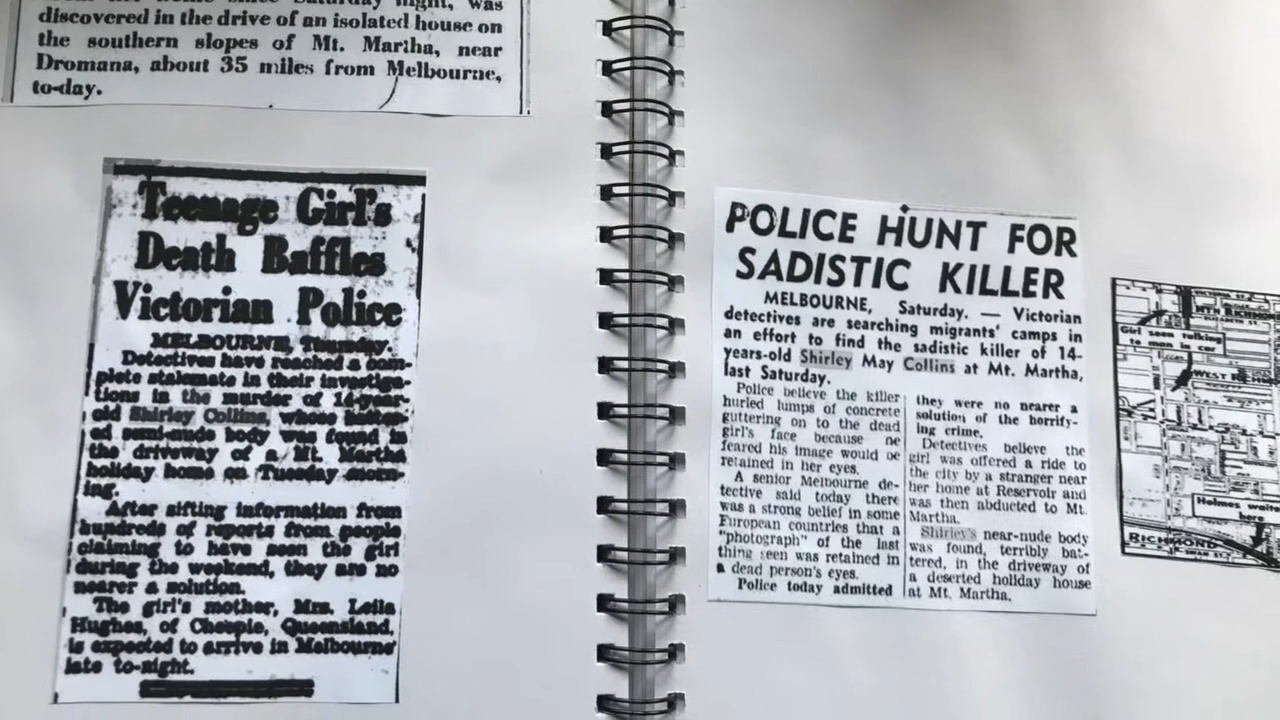 discovered in the drive of an isolated house on
the southern slopes of Mt. Martha, near
Dromana, about 35 miles from Melbourne,
to-day.
Teenage Girl's
Death Baffles
Victorian Police
MELBOURNE, Tuesday.
Detectives have reached a com-
plete stalemate in their investiga-
tions in the murder of 14-year-
old Shirley Collins, whose batter-
ed semi-nude body was found in
the driveway of a Mt. Martha
holiday home on Tuesday morn-
ing.
After sifting information from
hundreds of reports from people
claiming to have seen the girl
during the weekend, they are no
nearer a solution.
The girl's mother, Mrs. Leila
Hughes, of Cheepie, Queensland,
is expected to arrive in Melbourne
late to-night.
POLICE HUNT FOR
SADISTIC KILLER
MELBOURNE, Saturday. — Victorian
detectives are searching migrants' camps in
an effort to find the sadistic killer of 14-
years-old Shirley May Collins at Mt. Martha,
last Saturday.
Police believe the killer
hurled lumps of concrete
guttering on to the dead
girl's face because he
feared his image would be
retained in her eyes.
A senior Melbourne de-
tective said today there
was a strong belief in some
European countries that a
"photograph" of the last
thing seen was retained in
a dead person's eyes.
Police today admitted
they were no nearer a
solution of the horrify-
ing crime.
Detectives believe the
girl was offered a ride to
the city by a stranger near
her home at Reservoir and
was then abducted to Mt.
Martha.
Shirley's near-nude body
was found, terribly bat-
tered, in the driveway of
a deserted holiday house
at Mt. Martha.
Girl seen talking
to man in car
WEST
Holmes
here
RICHMOND